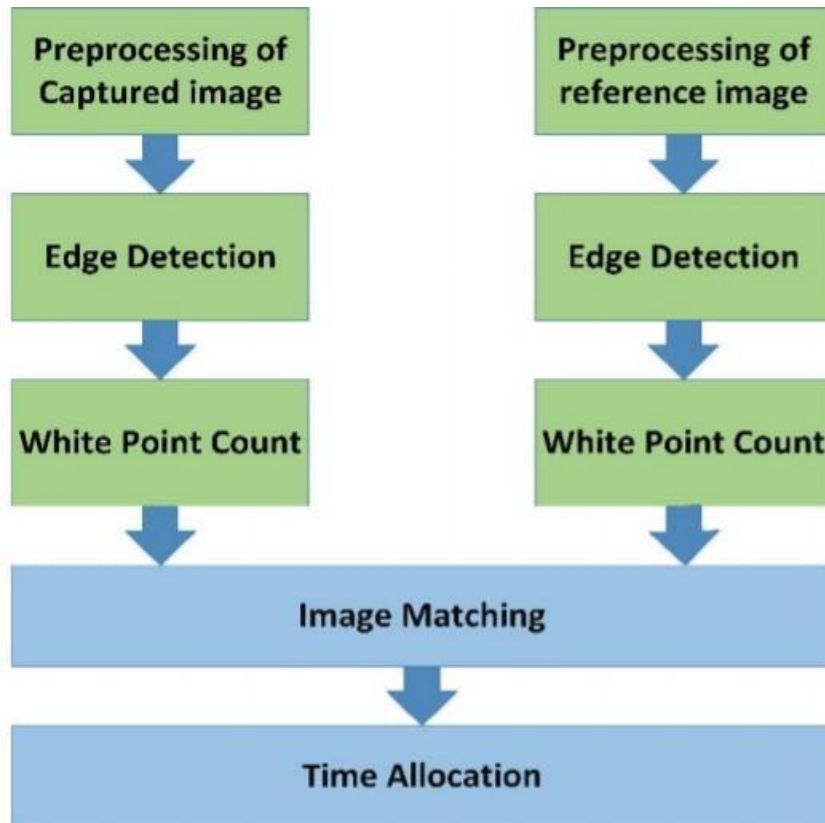 Preprocessing of
Captured image
Preprocessing of
reference image
Edge Detection
Edge Detection
White Point Count
White Point Count
Image Matching
Time Allocation